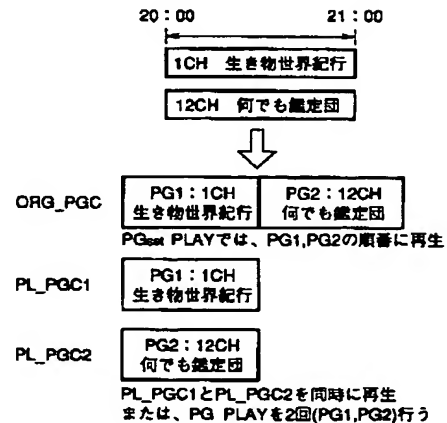 20：00 21：00
1CH 生き物世界紀行
12CH 何でも鑑定団
ORG_PGC
PG1：1CH
生き物世界紀行
PG2：12CH
何でも鑑定団
PGset PLAYでは、PG1,PG2の順番に再生
PL_PGC1
PG1：1CH
生き物世界紀行
PL_PGC2
PG2：12CH
何でも鑑定団
PL_PGC1とPL_PGC2を同時に再生
または、PG PLAYを2回(PG1,PG2)行う